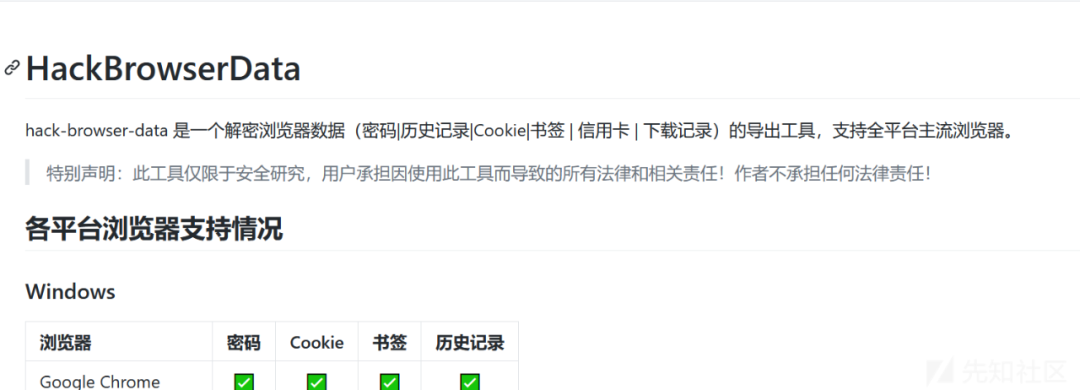 HackBrowserData
hack-browser-data 是一个解密浏览器数据（密码|历史记录|Cookie|书签 | 信用卡 | 下载记录）的导出工具，支持全平台主流浏览器。
特别声明：此工具仅限于安全研究，用户承担因使用此工具而导致的所有法律和相关责任！作者不承担任何法律责任！
各平台浏览器支持情况
Windows
浏览器 密码 Cookie 书签 历史记录
Google Chrome ✅ ✅ ✅ ✅
先知社区